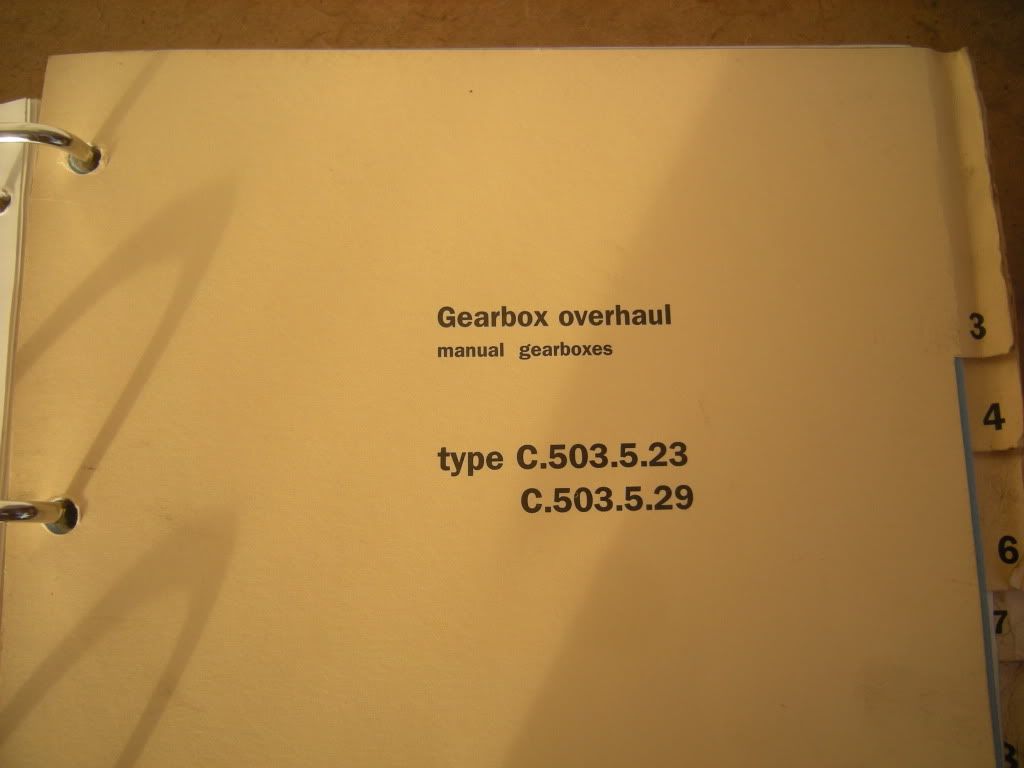 Gearbox overhaul
manual gearboxes
type C.503.5.23
C.503.5.29
3
4
6
7